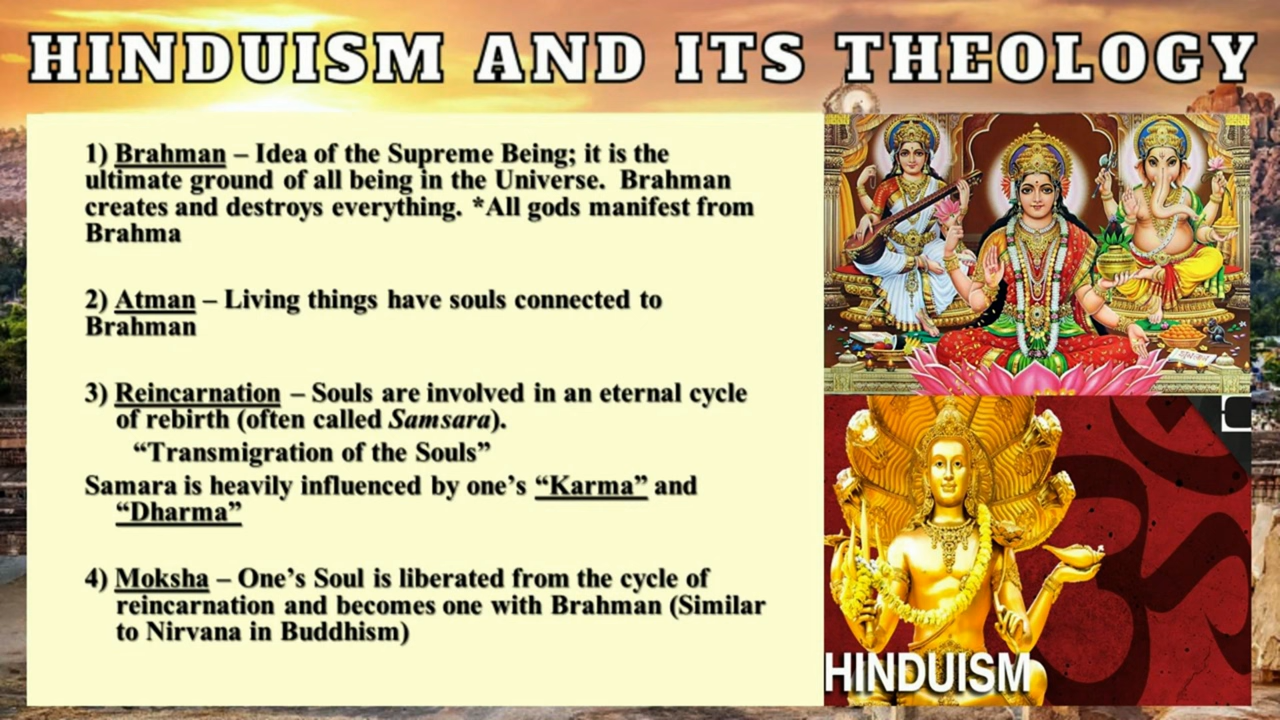 HINDUISM AND ITS THEOLOGY
1) Brahman – Idea of the Supreme Being; it is the
ultimate ground of all being in the Universe.  Brahman
creates and destroys everything. *All gods manifest from
Brahma
2) Atman – Living things have souls connected to
Brahman
3) Reincarnation – Souls are involved in an eternal cycle
of rebirth (often called Samsara).
“Transmigration of the Souls”
Samara is heavily influenced by one’s “Karma” and
“Dharma”
4) Moksha – One’s Soul is liberated from the cycle of
reincarnation and becomes one with Brahman (Similar
to Nirvana in Buddhism)
HINDUISM